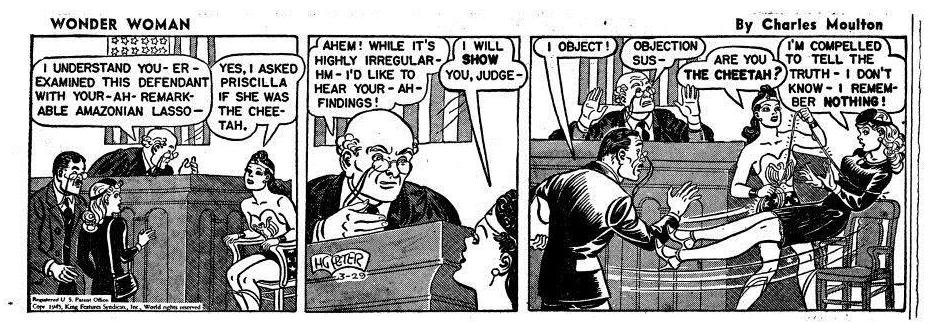 WONDER WOMAN
By Charles Moulton
I UNDERSTAND YOU-ER-
EXAMINED THIS DEFENDANT
WITH YOUR-AH-REMARK-
ABLE AMAZONIAN LASSO-
YES, I ASKED
PRISCILLA
IF SHE WAS
THE CHEE-
TAH.
Registered U. S. Patent Office
Copr. 1945, King Features Syndicate, Inc., World rights reserved
AHEM! WHILE IT'S
HIGHLY IRREGULAR-
HM-I'D LIKE TO
HEAR YOUR-AH-
FINDINGS!
I WILL
SHOW
YOU, JUDGE-
HG PETER
3-29
I OBJECT!
OBJECTION
SUS-
ARE YOU
THE CHEETAH?
I'M COMPELLED
TO TELL THE
TRUTH-I DON'T
KNOW-I REMEM-
BER NOTHING!